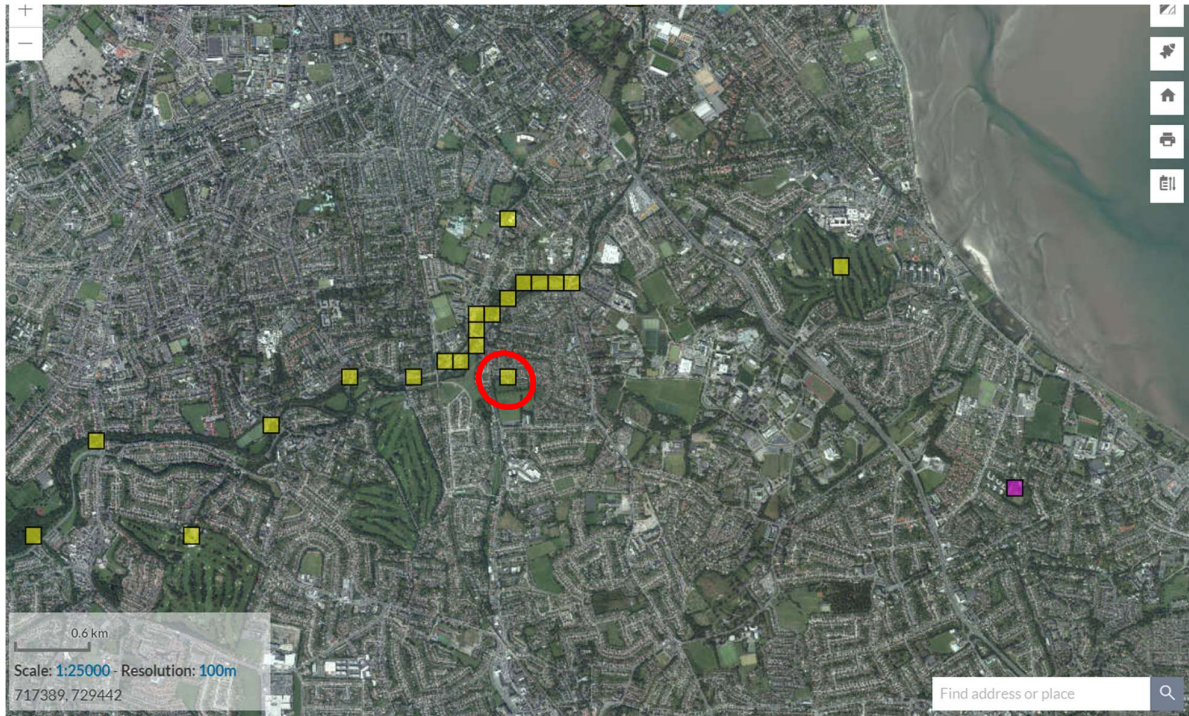 +
−
0.6 km
Scale: 1:25000 - Resolution: 100m
717389, 729442
Find address or place